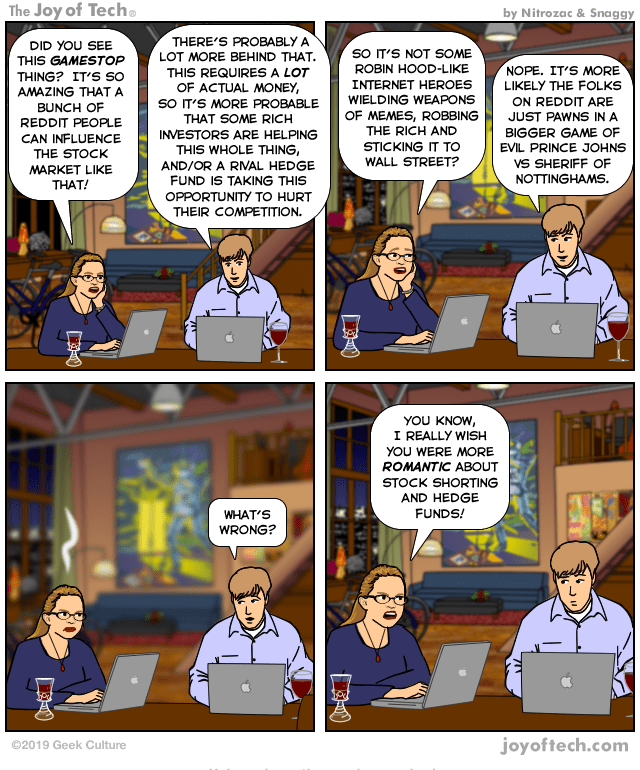 The Joy of Tech®
by Nitrozac & Snaggy
DID YOU SEE
THIS GAMESTOP
THING? IT'S SO
AMAZING THAT A
BUNCH OF
REDDIT PEOPLE
CAN INFLUENCE
THE STOCK
MARKET LIKE
THAT!
THERE'S PROBABLY A
LOT MORE BEHIND THAT.
THIS REQUIRES A LOT
OF ACTUAL MONEY,
SO IT'S MORE PROBABLE
THAT SOME RICH
INVESTORS ARE HELPING
THIS WHOLE THING,
AND/OR A RIVAL HEDGE
FUND IS TAKING THIS
OPPORTUNITY TO HURT
THEIR COMPETITION.
SO IT'S NOT SOME
ROBIN HOOD-LIKE
INTERNET HEROES
WIELDING WEAPONS
OF MEMES, ROBBING
THE RICH AND
STICKING IT TO
WALL STREET?
NOPE. IT'S MORE
LIKELY THE FOLKS
ON REDDIT ARE
JUST PAWNS IN A
BIGGER GAME OF
EVIL PRINCE JOHNS
VS SHERIFF OF
NOTTINGHAMS.
WHAT'S
WRONG?
YOU KNOW,
I REALLY WISH
YOU WERE MORE
ROMANTIC ABOUT
STOCK SHORTING
AND HEDGE
FUNDS!
©2019 Geek Culture
joyoftech.com